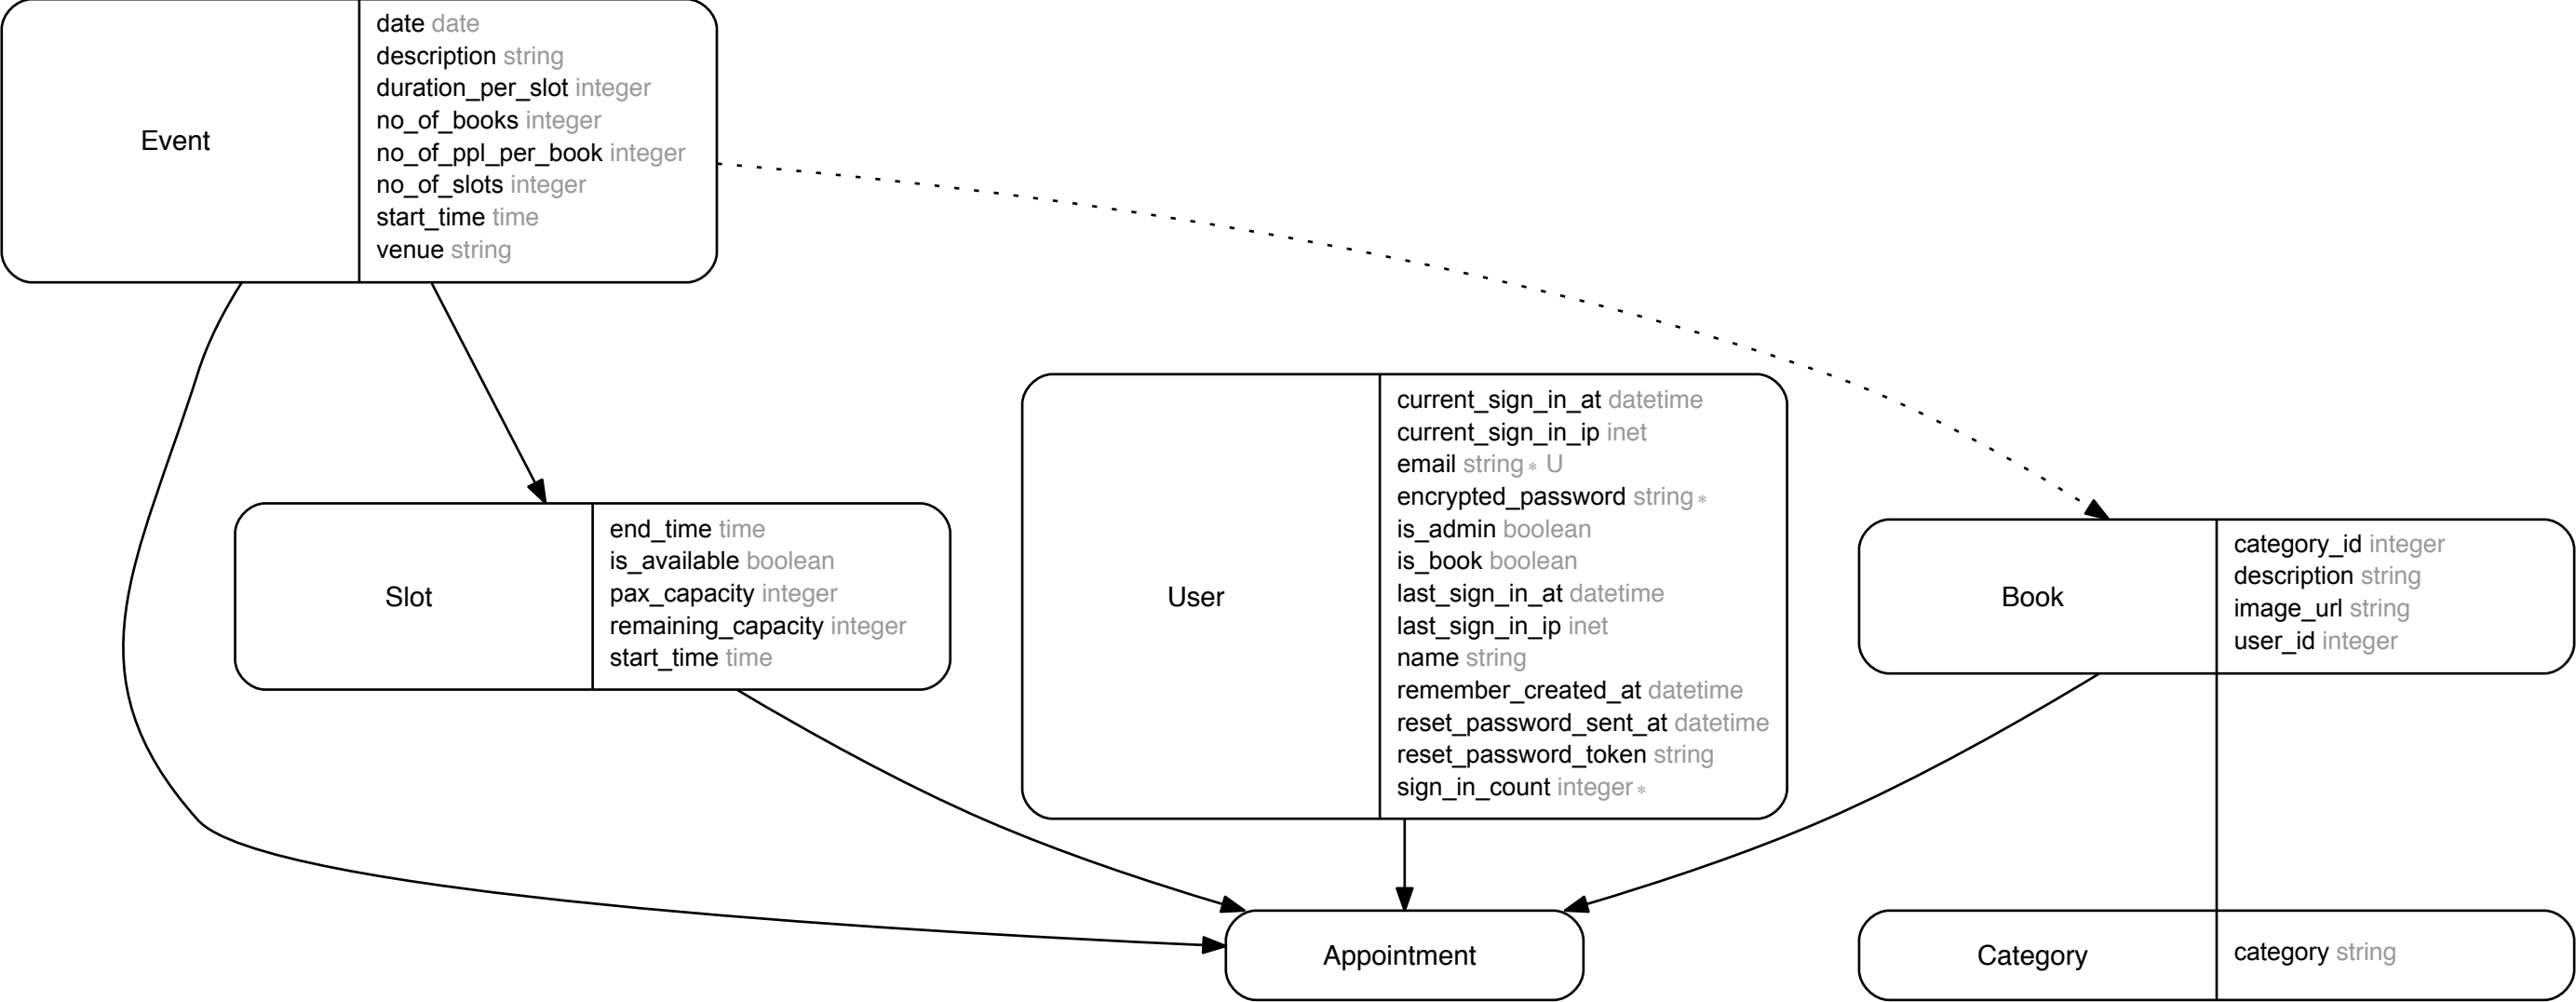 Event
date date
description string
duration_per_slot integer
no_of_books integer
no_of_ppl_per_book integer
no_of_slots integer
start_time time
venue string
Slot
end_time time
is_available boolean
pax_capacity integer
remaining_capacity integer
start_time time
User
current_sign_in_at datetime
current_sign_in_ip inet
email string * U
encrypted_password string *
is_admin boolean
is_book boolean
last_sign_in_at datetime
last_sign_in_ip inet
name string
remember_created_at datetime
reset_password_sent_at datetime
reset_password_token string
sign_in_count integer *
Book
category_id integer
description string
image_url string
user_id integer
Appointment
Category
category string